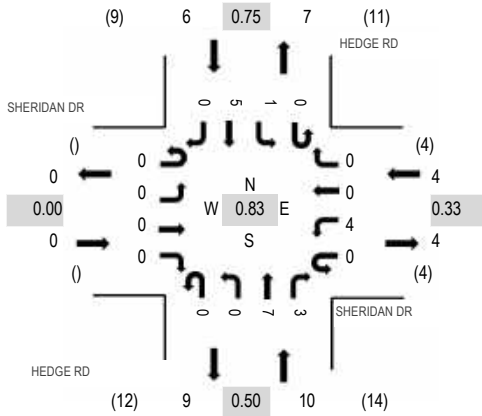 (9) 6 0.75 7 (11)
HEDGE RD
SHERIDAN DR
0 5 1 0
() 0 0 (4)
0 0 0 4
N
0.00 W 0.83 E 0.33
0 4
0 S 4
() 0 0 (4)
0 0 7 3
SHERIDAN DR
HEDGE RD
(12) 9 0.50 10 (14)